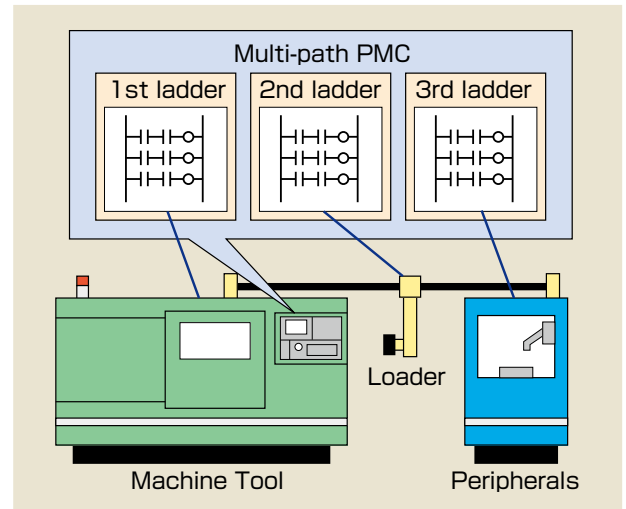 Multi-path PMC
1st ladder
2nd ladder
3rd ladder
Loader
Machine Tool
Peripherals